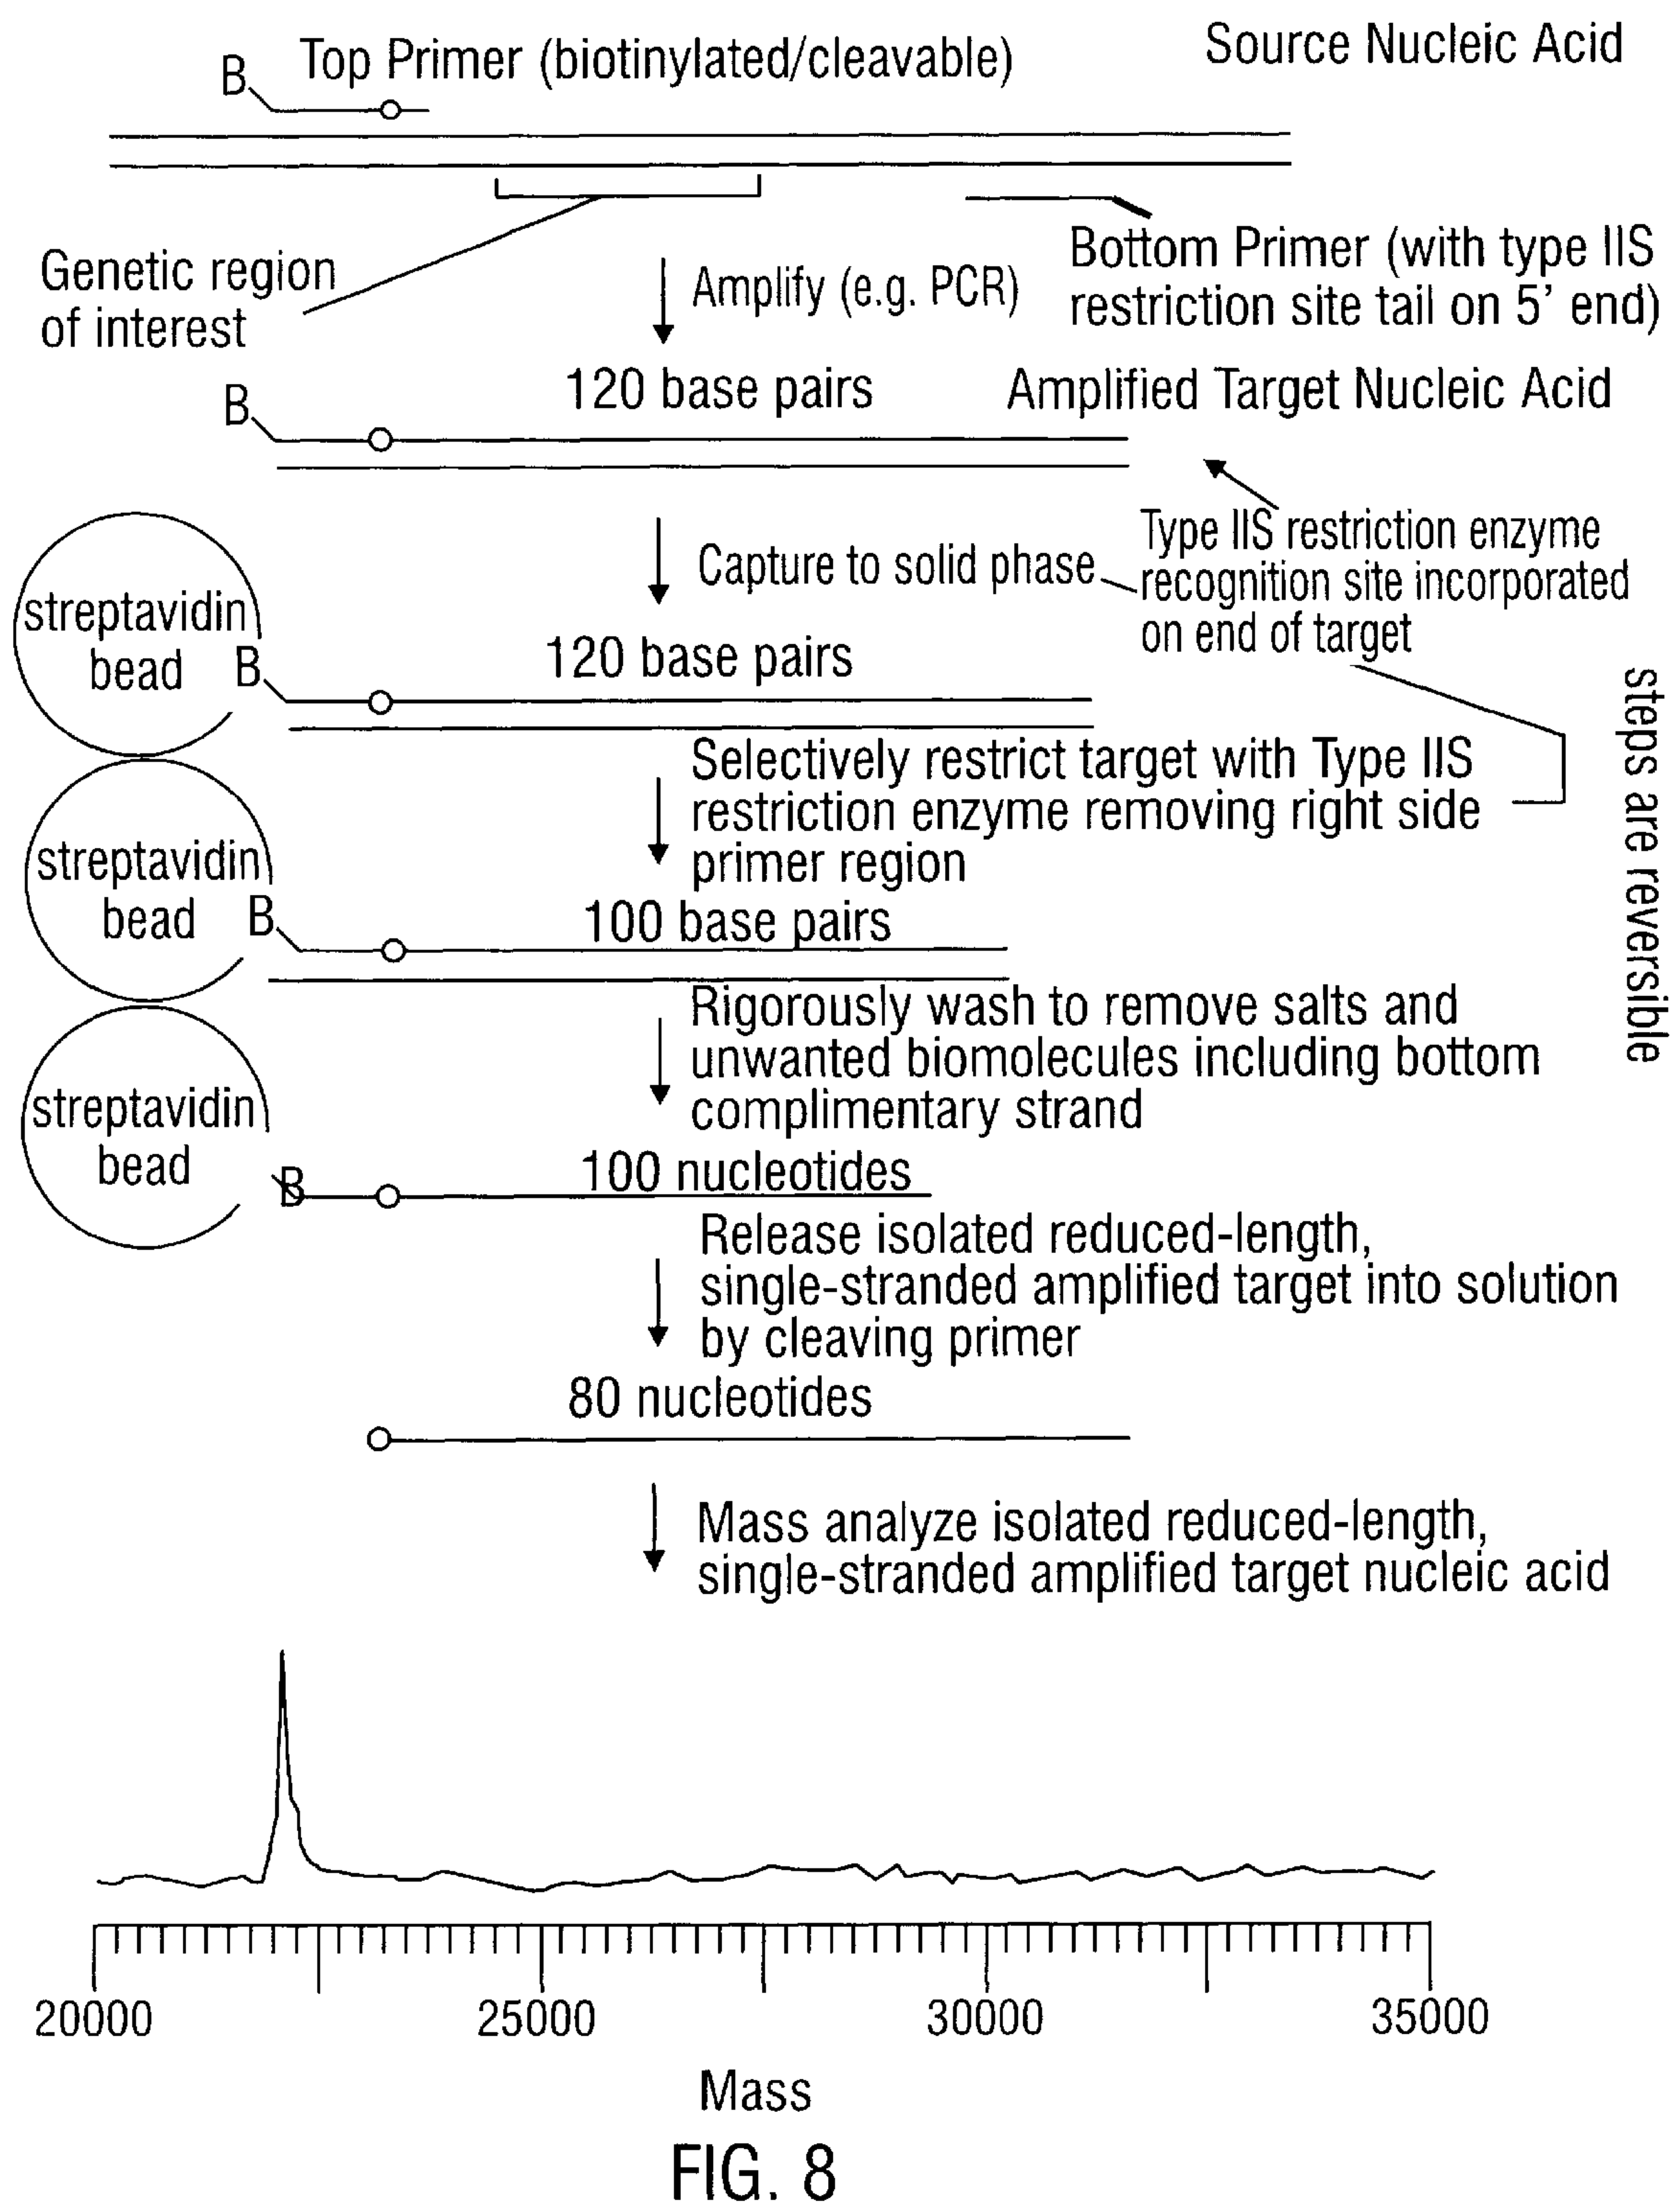 Top Primer (biotinylated/cleavable)
Source Nucleic Acid
B
Genetic region
of interest
Amplify (e.g. PCR)
Bottom Primer (with type IIS
restriction site tail on 5' end)
120 base pairs
Amplified Target Nucleic Acid
B
Type IIS restriction enzyme
recognition site incorporated
on end of target
Capture to solid phase
streptavidin
bead
B
120 base pairs
steps are reversible
Selectively restrict target with Type IIS
restriction enzyme removing right side
primer region
streptavidin
bead
B
100 base pairs
Rigorously wash to remove salts and
unwanted biomolecules including bottom
complimentary strand
streptavidin
bead
B
100 nucleotides
Release isolated reduced-length,
single-stranded amplified target into solution
by cleaving primer
80 nucleotides
Mass analyze isolated reduced-length,
single-stranded amplified target nucleic acid
20000
25000
30000
35000
Mass
FIG. 8